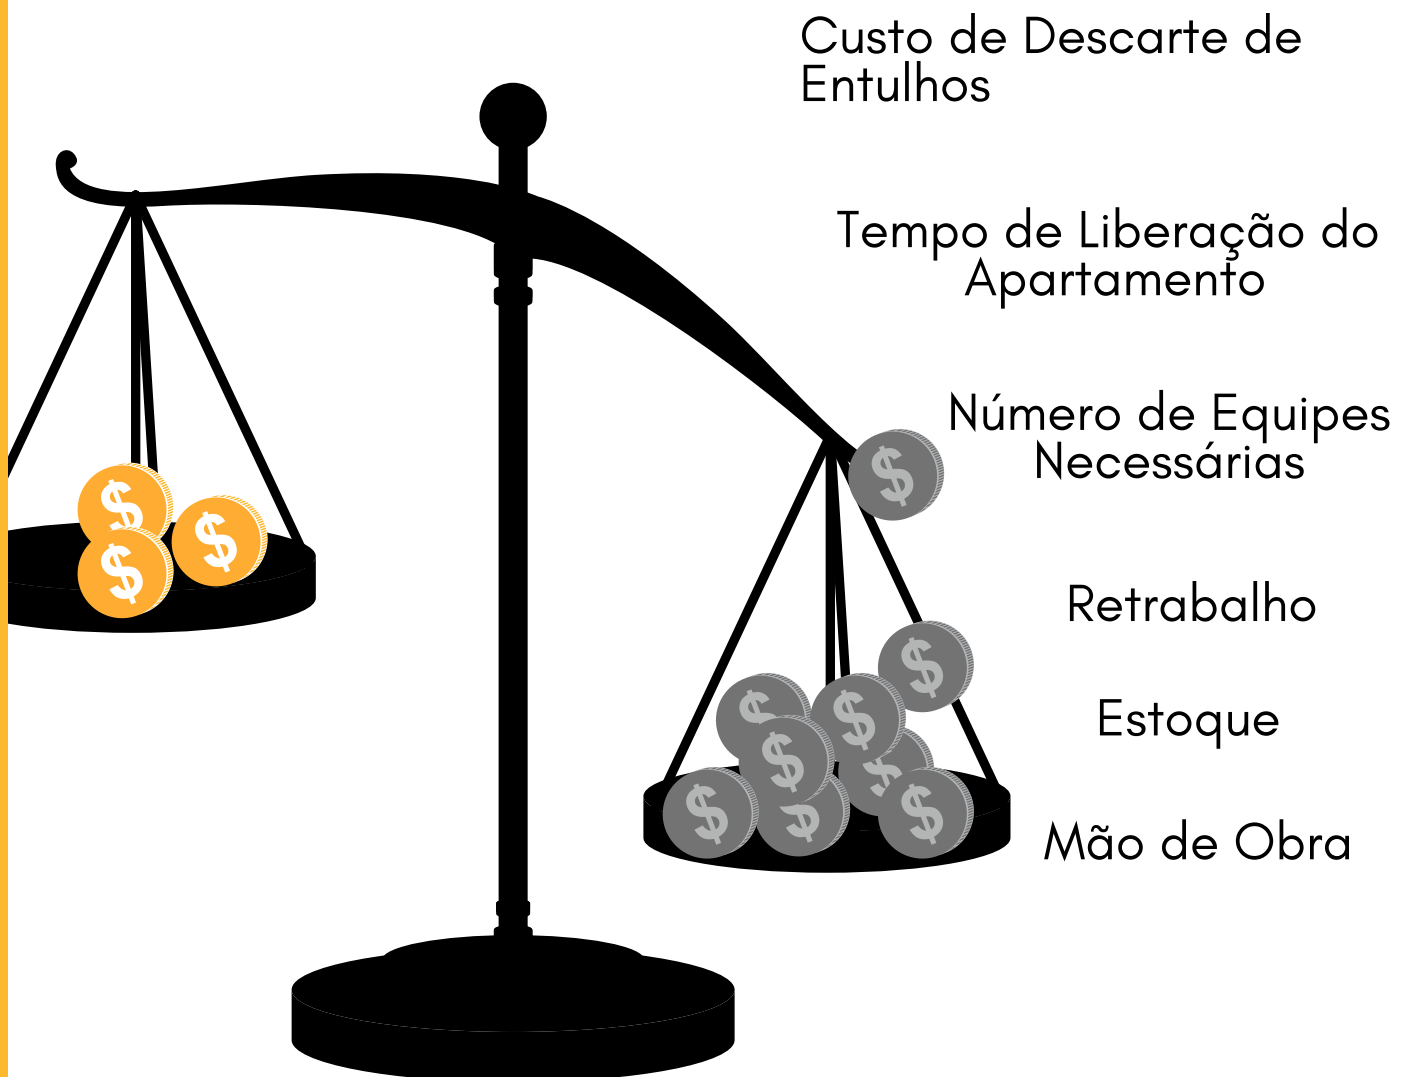 Custo de Descarte de
Entulhos
Tempo de Liberação do
Apartamento
Número de Equipes
Necessárias
Retrabalho
Estoque
Mão de Obra
$
$
$
$
$
$
$
$
$
$
$
$